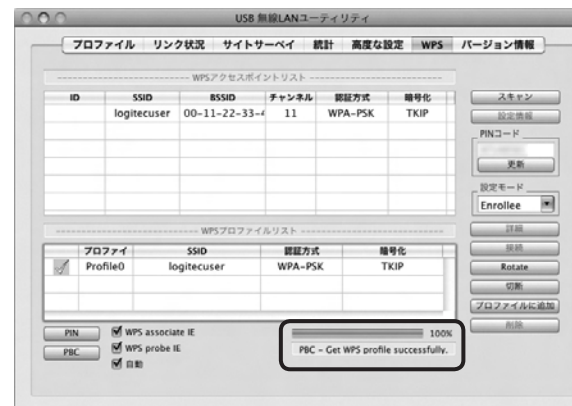 USB 無線LANユーティリティ
プロファイル リンク状況 サイトサーベイ 統計 高度な設定 WPS バージョン情報
WPSアクセスポイントリスト
ID SSID BSSID チャンネル 認証方式 暗号化
logitecuser 00-11-22-33-4 11 WPA-PSK TKIP
スキャン
設定情報
PINコード
更新
設定モード
Enrollee
WPSプロファイルリスト
プロファイ SSID 認証方式 暗号化
Profile0 logitecuser WPA-PSK TKIP
詳細
接続
Rotate
切断
プロファイルに追加
削除
PIN WPS associate IE 100%
PBC WPS probe IE PBC - Get WPS profile successfully.
自動